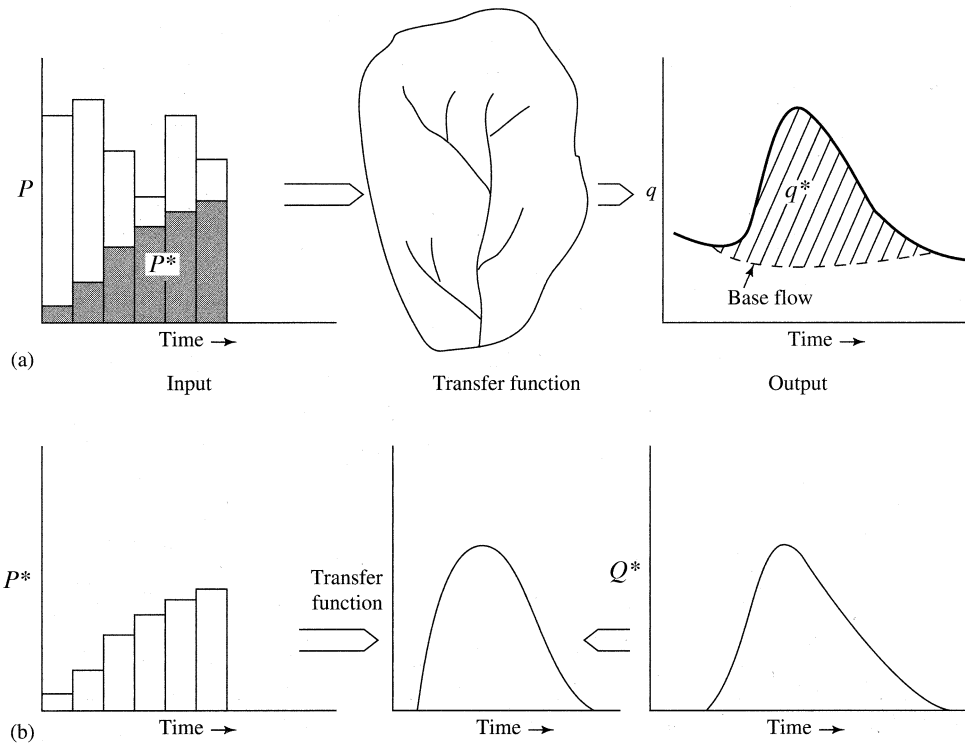 P
P*
Time →
(a)
Input
Transfer function
q
q*
Base flow
Time →
Output
P*
Time →
(b)
Transfer
function
Time →
Q*
Time →